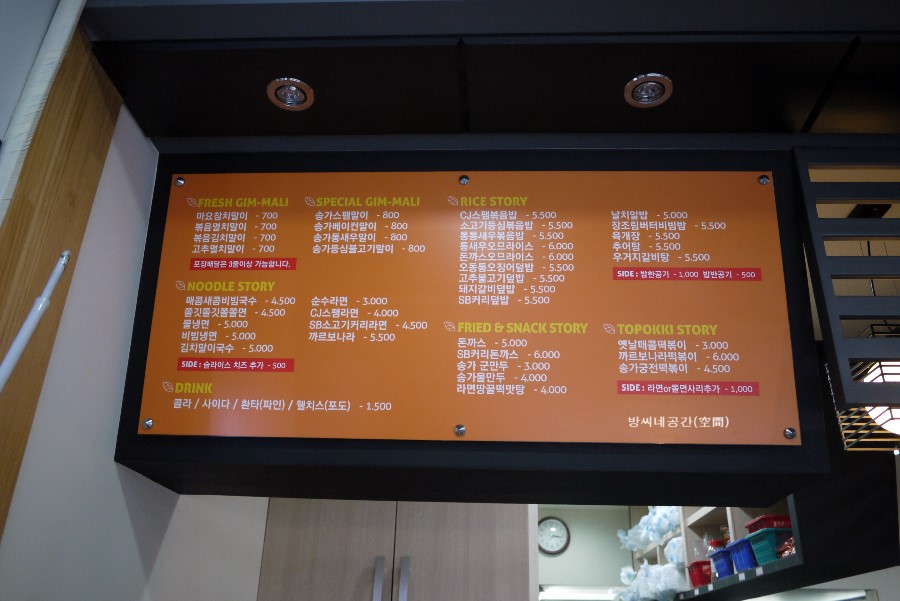 FRESH GIM-MALI
마요참치말이 - 700
볶음멸치말이 - 700
볶음김치말이 - 700
고추멸치말이 - 700
포장배달은 3줄이상 가능합니다.
SPECIAL GIM-MALI
송가스팸말이 - 800
송가베이컨말이 - 800
송가통새우말이 - 800
송가등심불고기말이 - 800
NOODLE STORY
매콤새콤비빔국수 - 4.500
쫄깃쫄깃쫄쫄면 - 4.500
물냉면 - 5.000
비빔냉면 - 5.000
김치말이국수 - 5.000
순수라면 - 3.000
CJ스팸라면 - 4.000
SB소고기카리라면 - 4.500
까르보나라 - 5.500
SIDE : 슬라이스 치즈 추가 - 500
DRINK
콜라 / 사이다 / 환타(파인) / 웰치스(포도) - 1.500
RICE STORY
CJ스팸볶음밥 - 5.500
소고기등심볶음밥 - 5.500
통통새우볶음밥 - 5.500
통새우오므라이스 - 6.000
돈까스오므라이스 - 6.000
오동통오징어덮밥 - 5.500
고추불고기덮밥 - 5.500
돼지갈비덮밥 - 5.500
SB커리덮밥 - 5.500
날치알밥 - 5.000
장조림버터비빔밥 - 5.500
육개장 - 5.500
추어탕 - 5.500
우거지갈비탕 - 5.500
SIDE : 밥한공기 - 1,000 밥반공기 - 500
FRIED & SNACK STORY
돈까스 - 5.000
SB커리돈까스 - 6.000
송가 군만두 - 3.000
송가물만두 - 4.000
라면땅꿀떡맛탕 - 4.000
TOPOKKI STORY
옛날매콤떡볶이 - 3.000
까르보나라떡볶이 - 6.000
송가궁전떡볶이 - 4.500
SIDE : 라면or쫄면사리추가 - 1,000
방씨네공간(空間)